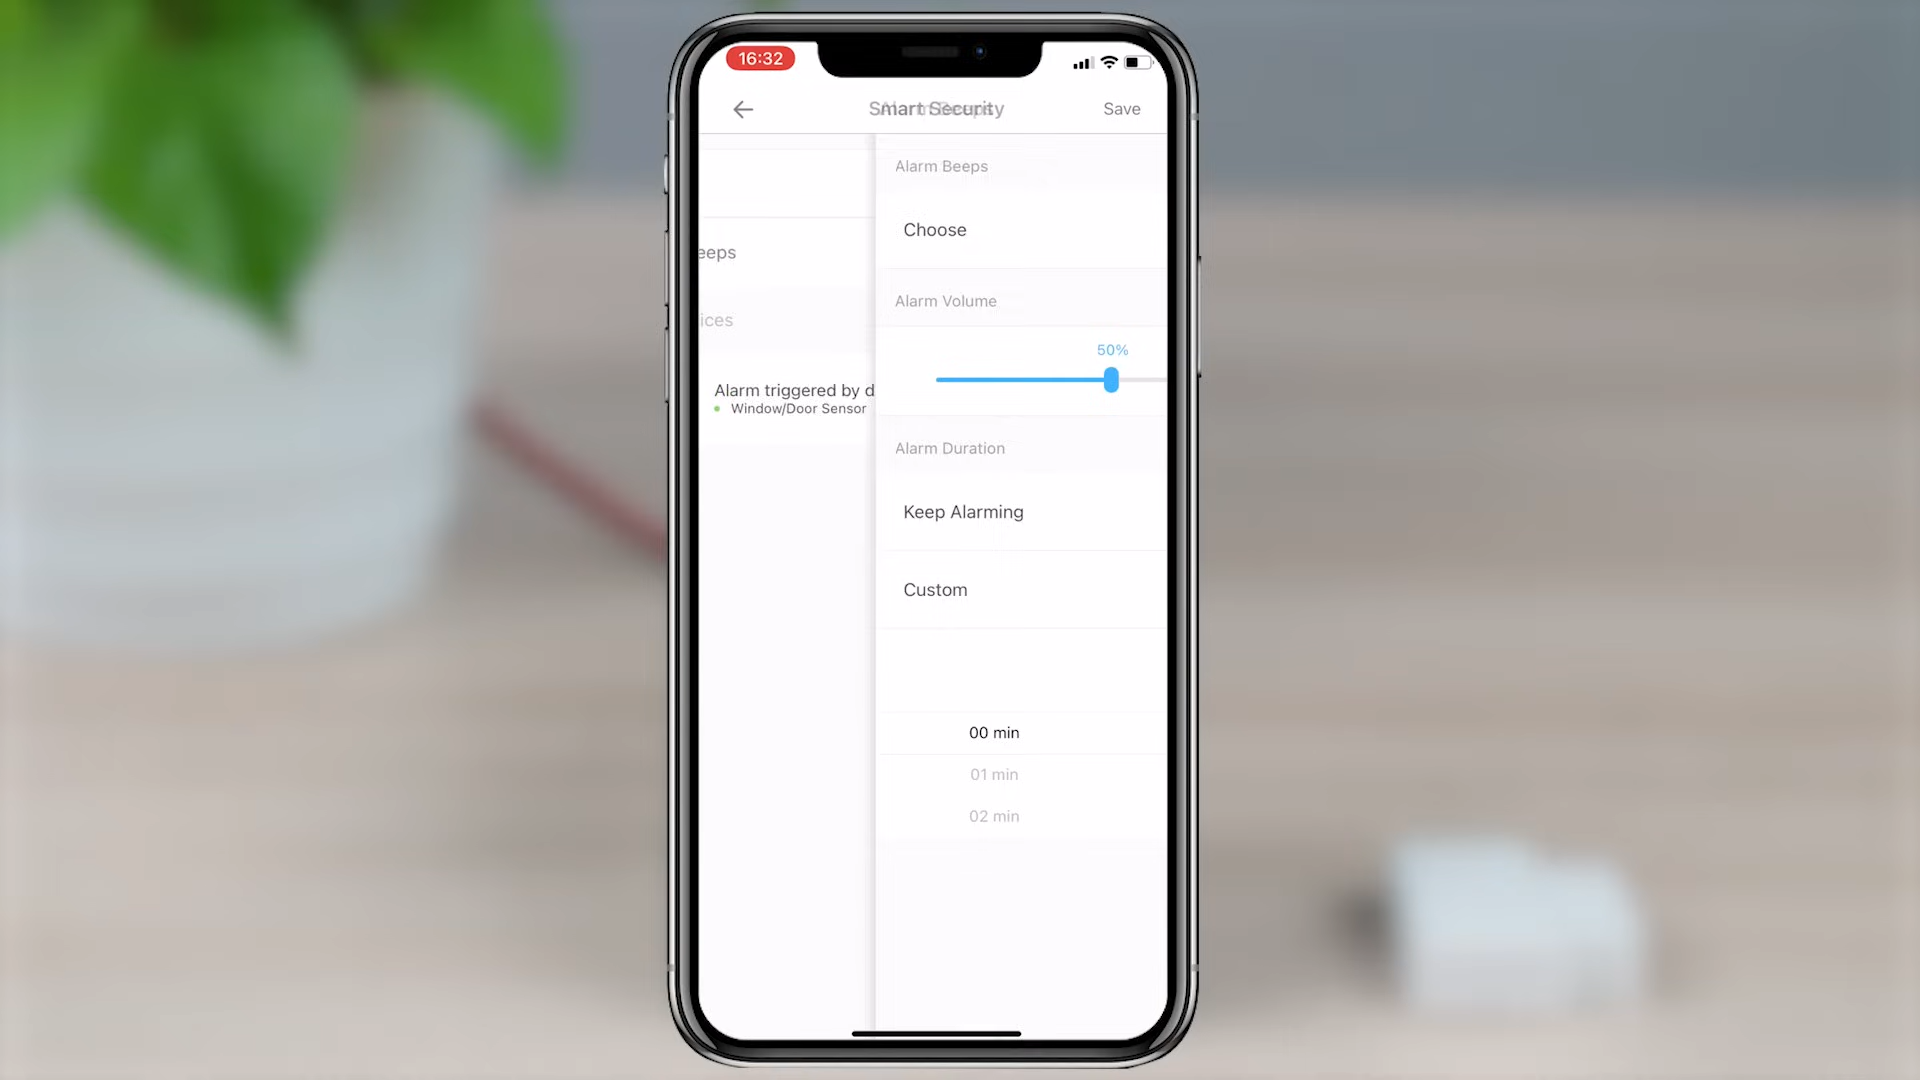 16:32
Smart Security
Save
Alarm Beeps
Choose
eeps
Alarm Volume
ices
50%
Alarm triggered by d
Window/Door Sensor
Alarm Duration
Keep Alarming
Custom
00 min
01 min
02 min